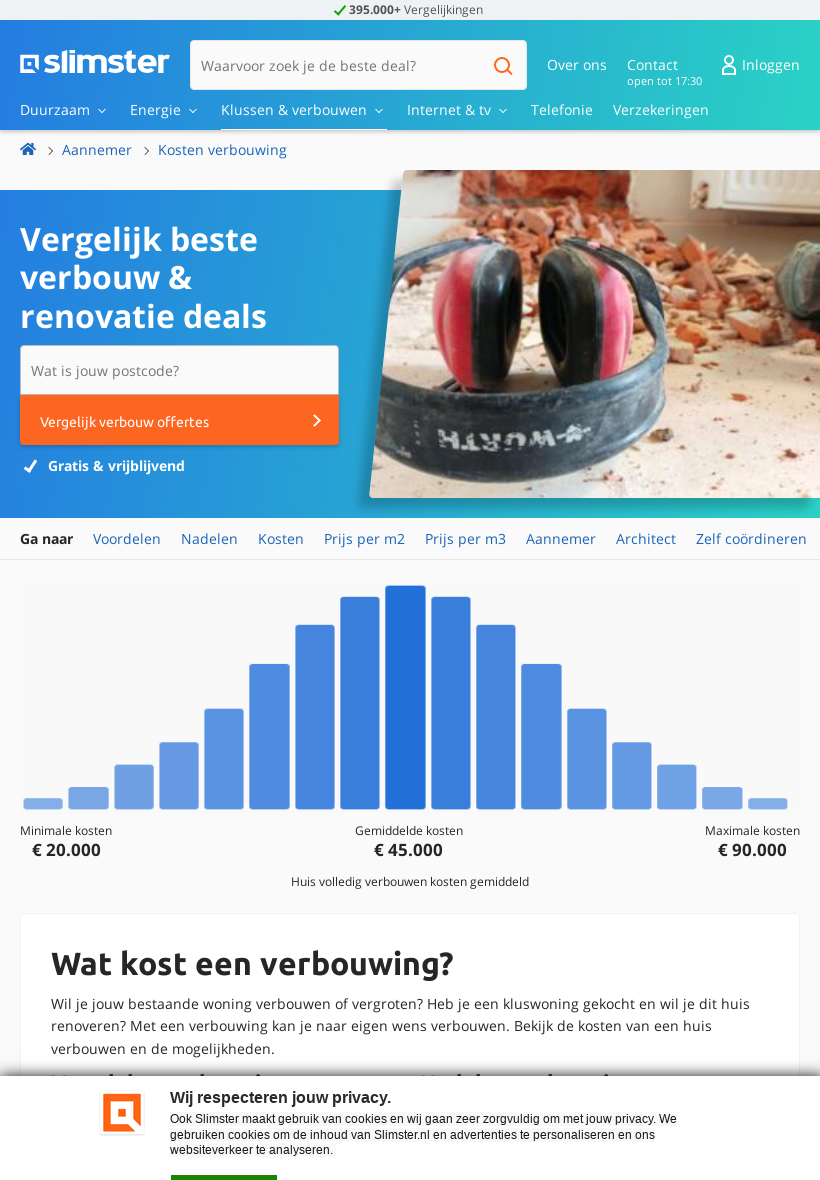 395.000+ Vergelijkingen
slimster
Waarvoor zoek je de beste deal?
Over ons
Contact
open tot 17:30
Inloggen
Duurzaam
Energie
Klussen & verbouwen
Internet & tv
Telefonie
Verzekeringen
Aannemer
Kosten verbouwing
Vergelijk beste
verbouw &
renovatie deals
Wat is jouw postcode?
Vergelijk verbouw offertes
Gratis & vrijblijvend
WURTH
Ga naar
Voordelen
Nadelen
Kosten
Prijs per m2
Prijs per m3
Aannemer
Architect
Zelf coördineren
Minimale kosten
€ 20.000
Gemiddelde kosten
€ 45.000
Maximale kosten
€ 90.000
Huis volledig verbouwen kosten gemiddeld
Wat kost een verbouwing?
Wil je jouw bestaande woning verbouwen of vergroten? Heb je een kluswoning gekocht en wil je dit huis
renoveren? Met een verbouwing kan je naar eigen wens verbouwen. Bekijk de kosten van een huis
verbouwen en de mogelijkheden.
Wij respecteren jouw privacy.
Ook Slimster maakt gebruik van cookies en wij gaan zeer zorgvuldig om met jouw privacy. We
gebruiken cookies om de inhoud van Slimster.nl en advertenties te personaliseren en ons
websiteverkeer te analyseren.